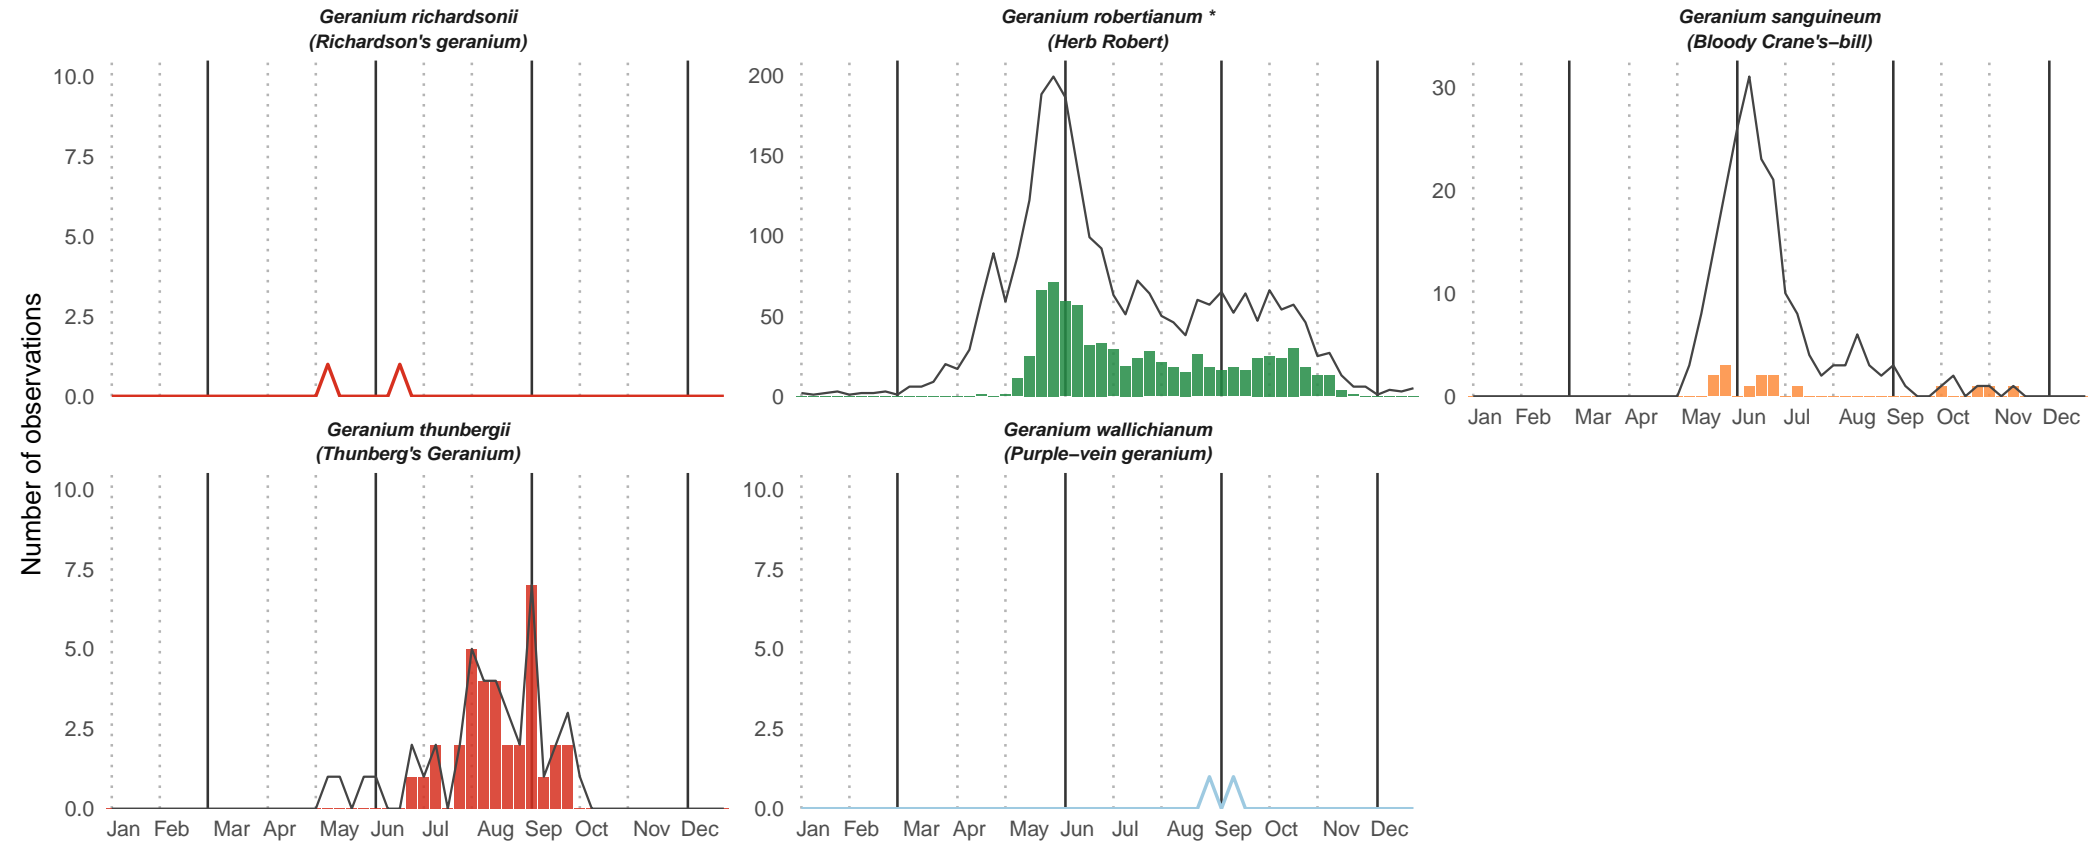 Geranium richardsonii
(Richardson's geranium)
Geranium robertianum *
(Herb Robert)
Geranium sanguineum
(Bloody Crane's–bill)
10.0
7.5
5.0
2.5
0.0
200
150
100
50
0
30
20
10
0
Jan Feb Mar Apr May Jun Jul Aug Sep Oct Nov Dec
Number of observations
Geranium thunbergii
(Thunberg's Geranium)
Geranium wallichianum
(Purple–vein geranium)
10.0
7.5
5.0
2.5
0.0
10.0
7.5
5.0
2.5
0.0
Jan Feb Mar Apr May Jun Jul Aug Sep Oct Nov Dec
Jan Feb Mar Apr May Jun Jul Aug Sep Oct Nov Dec